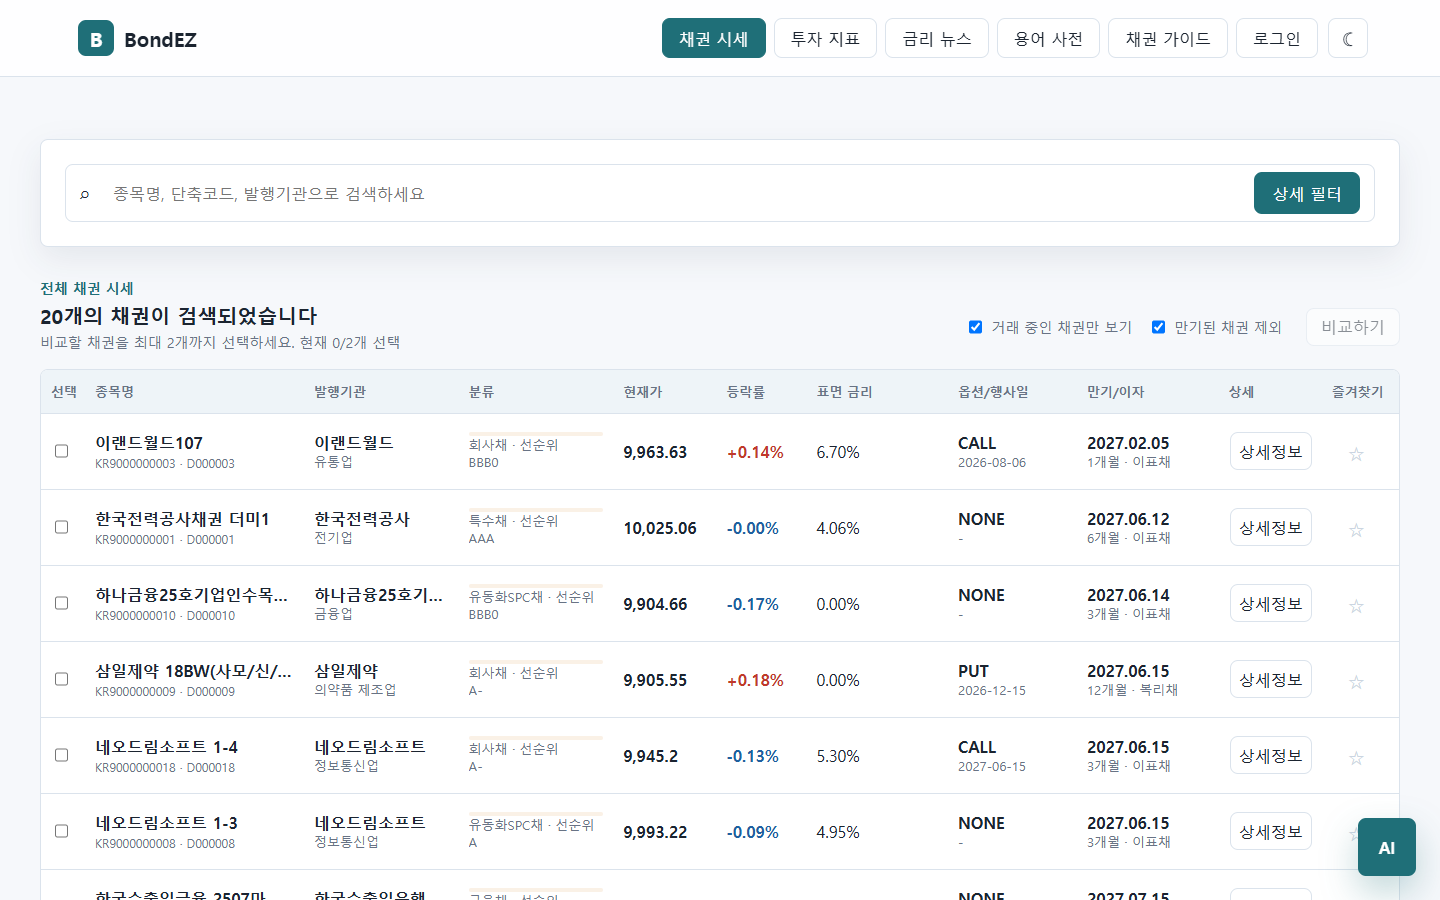 B BondEZ
채권 시세 투자 지표 금리 뉴스 용어 사전 채권 가이드 로그인 ☾
종목명, 단축코드, 발행기관으로 검색하세요
상세 필터
전체 채권 시세
20개의 채권이 검색되었습니다
비교할 채권을 최대 2개까지 선택하세요. 현재 0/2개 선택
거래 중인 채권만 보기 만기된 채권 제외 비교하기
선택 종목명 발행기관 분류 현재가 등락률 표면 금리 옵션/행사일 만기/이자 상세 즐겨찾기
이랜드월드107 이랜드월드 회사채 · 선순위 9,963.63 +0.14% 6.70% CALL 2027.02.05 상세정보 ☆
KR9000000003 · D000003 유통업 BBB0 2026-08-06 1개월 · 이표채
한국전력공사채권 더미1 한국전력공사 특수채 · 선순위 10,025.06 -0.00% 4.06% NONE 2027.06.12 상세정보 ☆
KR9000000001 · D000001 전기업 AAA - 6개월 · 이표채
하나금융25호기업인수목... 하나금융25호기... 유동화SPC채 · 선순위 9,904.66 -0.17% 0.00% NONE 2027.06.14 상세정보 ☆
KR9000000010 · D000010 금융업 BBB0 - 3개월 · 이표채
삼일제약 18BW(사모/신/... 삼일제약 회사채 · 선순위 9,905.55 +0.18% 0.00% PUT 2027.06.15 상세정보 ☆
KR9000000009 · D000009 의약품 제조업 A- 2026-12-15 12개월 · 복리채
네오드림소프트 1-4 네오드림소프트 회사채 · 선순위 9,945.2 -0.13% 5.30% CALL 2027.06.15 상세정보 ☆
KR9000000018 · D000018 정보통신업 A- 2027-06-15 3개월 · 이표채
네오드림소프트 1-3 네오드림소프트 유동화SPC채 · 선순위 9,993.22 -0.09% 4.95% NONE 2027.06.15 상세정보 ☆
KR9000000008 · D000008 정보통신업 A - 3개월 · 이표채
AI
한국수출입금융 2507마 한국수출입은행 NONE 2027.07.15